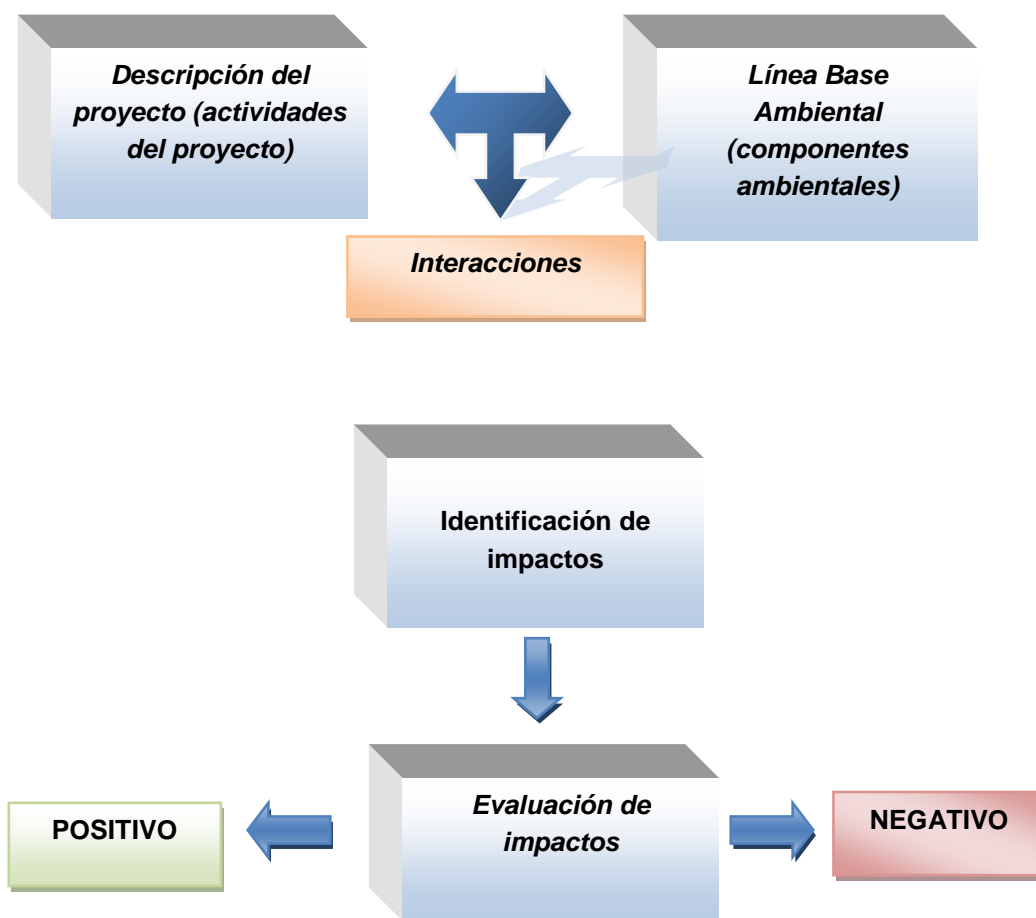 Descripción del
proyecto (actividades
del proyecto)
Línea Base
Ambiental
(componentes
ambientales)
Interacciones
Identificación de
impactos
Evaluación de
impactos
POSITIVO
NEGATIVO